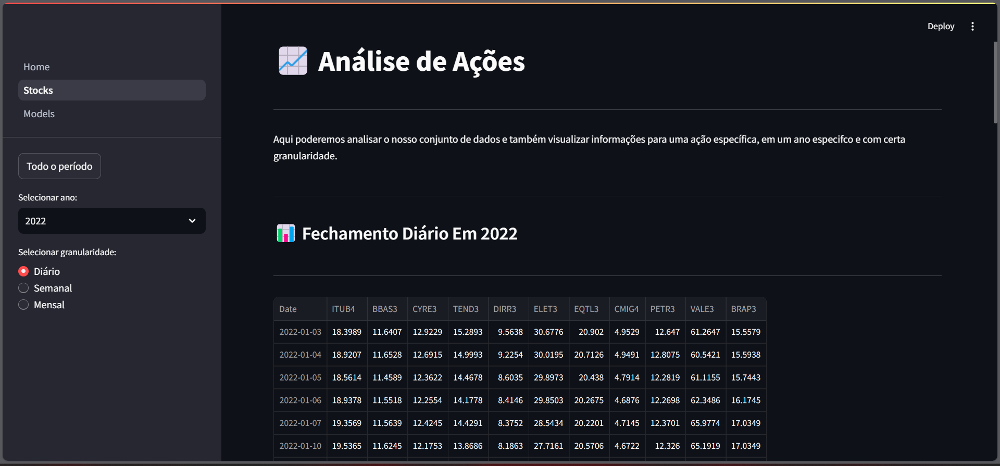 Deploy
Home
Stocks
Models
Todo o período
Selecionar ano:
2022
Selecionar granularidade:
Diário
Semanal
Mensal
Análise de Ações
Aqui poderemos analisar o nosso conjunto de dados e também visualizar informações para uma ação específica, em um ano especifco e com certa
granularidade.
Fechamento Diário Em 2022
Date ITUB4 BBAS3 CYRE3 TEND3 DIRR3 ELET3 EQTL3 CMIG4 PETR3 VALE3 BRAP3
2022-01-03 18.3989 11.6407 12.9229 15.2893 9.5638 30.6776 20.902 4.9529 12.647 61.2647 15.5579
2022-01-04 18.9207 11.6528 12.6915 14.9993 9.2254 30.0195 20.7126 4.9491 12.8075 60.5421 15.5938
2022-01-05 18.5614 11.4589 12.3622 14.4678 8.6035 29.8973 20.438 4.7914 12.2819 61.1155 15.7443
2022-01-06 18.9378 11.5518 12.2554 14.1778 8.4146 29.8503 20.2675 4.6876 12.2698 62.3486 16.1745
2022-01-07 19.3569 11.5639 12.4245 14.4291 8.3752 28.5434 20.2201 4.7145 12.3701 65.9774 17.0349
2022-01-10 19.5365 11.6245 12.1753 13.8686 8.1863 27.7161 20.5706 4.6722 12.326 65.1919 17.0349